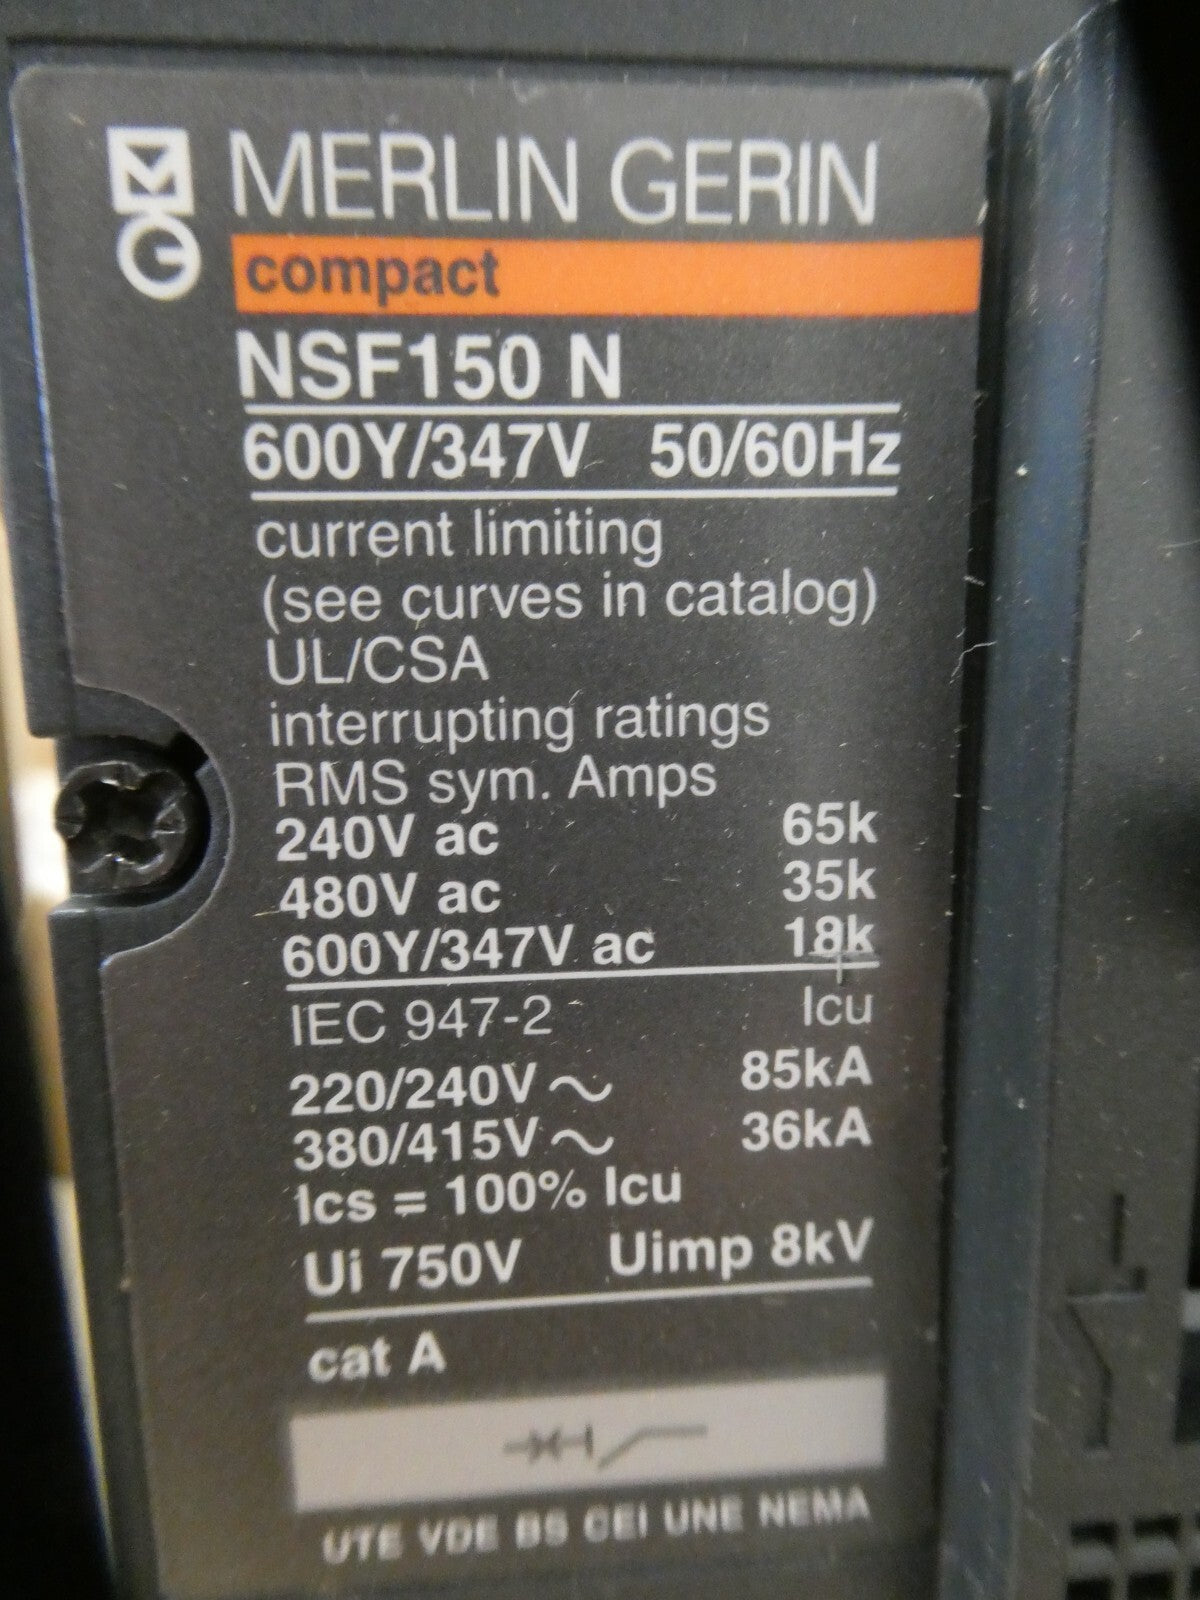 MERLIN GERIN
compact
NSF150 N
600Y/347V 50/60Hz
current limiting
(see curves in catalog)
UL/CSA
interrupting ratings
RMS sym. Amps
240V ac 65k
480V ac 35k
600Y/347V ac 18k
IEC 947-2 Icu
220/240V ~ 85kA
380/415V ~ 36kA
Ics = 100% Icu
Ui 750V Uimp 8kV
cat A
UTE VDE BS CEI UNE NEMA